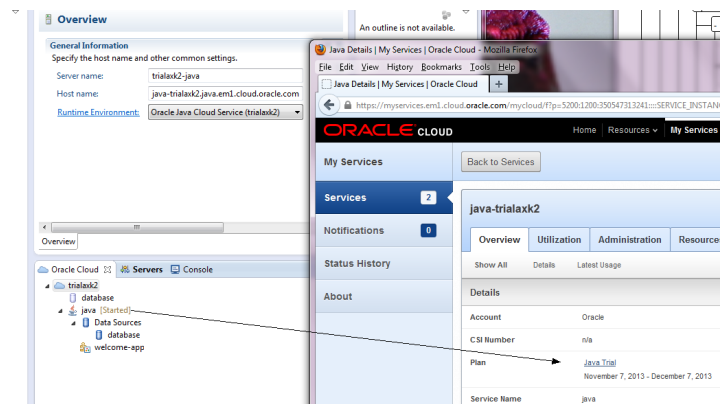 Overview
General Information
Specify the host name and other common settings.
Server name:
trialaxk2-java
Host name:
java-trialaxk2.java.em1.cloud.oracle.com
Runtime Environment:
Oracle Java Cloud Service (trialaxk2)
Overview
An outline is not available.
Oracle Cloud
Servers
Console
trialaxk2
database
java [Started]
Data Sources
database
welcome-app
Java Details | My Services | Oracle Cloud - Mozilla Firefox
File Edit View History Bookmarks Tools Help
Java Details | My Services | Oracle Cloud
https://myservices.em1.cloud.oracle.com/mycloud/f?p=5200:1200:350547313241::::SERVICE_INSTAN
ORACLE CLOUD
Home Resources My Services
My Services
Services 2
Notifications 0
Status History
About
Back to Services
java-trialaxk2
Overview Utilization Administration Resource
Show All Details Latest Usage
Details
Account Oracle
CSI Number n/a
Plan Java Trial
November 7, 2013 - December 7, 2013
Service Name java